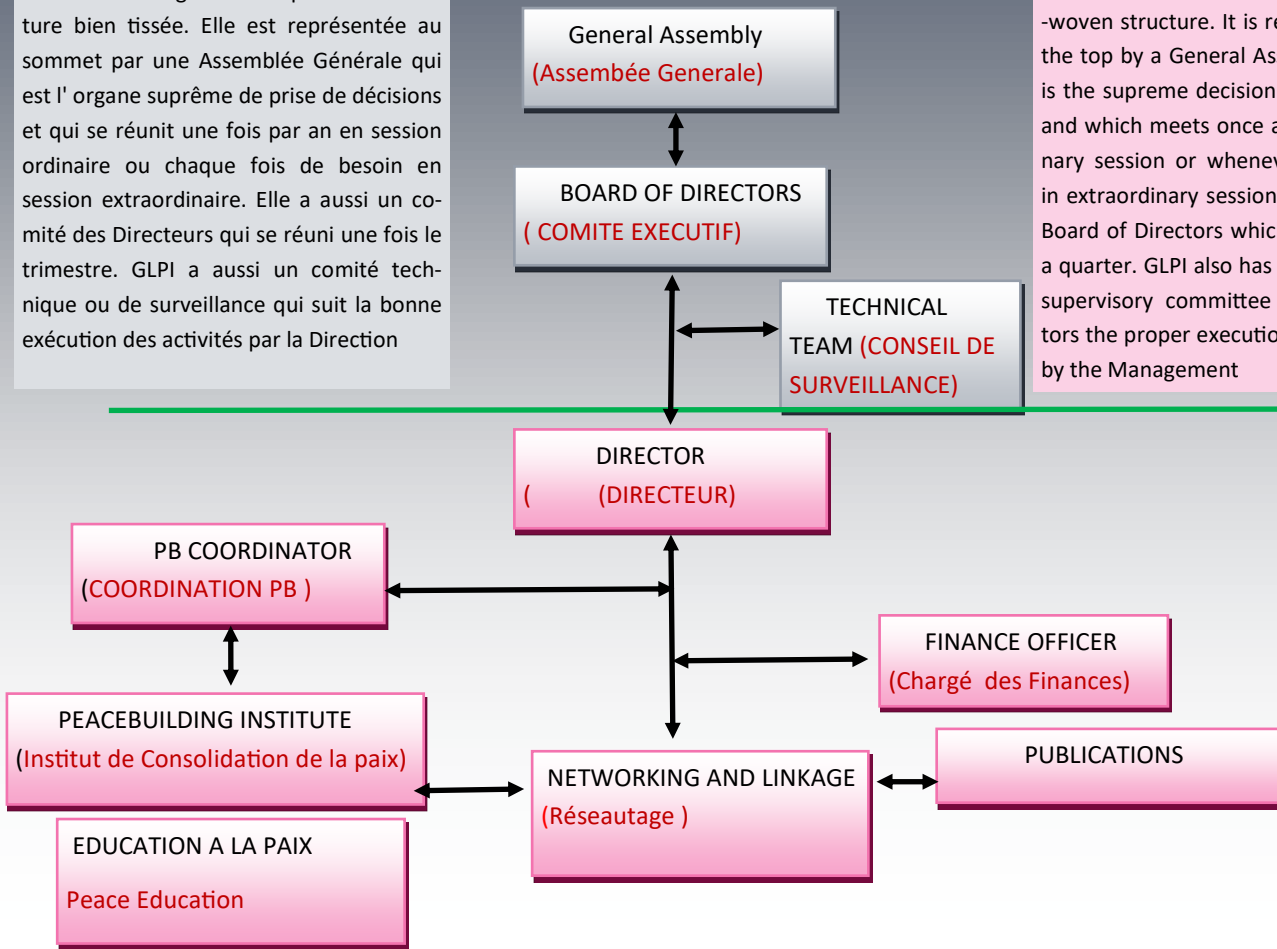 ture bien tissée. Elle est représentée au
sommet par une Assemblée Générale qui
est l' organe suprême de prise de décisions
et qui se réunit une fois par an en session
ordinaire ou chaque fois de besoin en
session extraordinaire. Elle a aussi un co-
mité des Directeurs qui se réuni une fois le
trimestre. GLPI a aussi un comité tech-
nique ou de surveillance qui suit la bonne
exécution des activités par la Direction
General Assembly
(Assembée Generale)
BOARD OF DIRECTORS
( COMITE EXECUTIF)
TECHNICAL
TEAM (CONSEIL DE
SURVEILLANCE)
-woven structure. It is re
the top by a General As
is the supreme decision
and which meets once a
nary session or whenev
in extraordinary session
Board of Directors whic
a quarter. GLPI also has
supervisory committee
tors the proper executio
by the Management
DIRECTOR
( (DIRECTEUR)
PB COORDINATOR
(COORDINATION PB )
FINANCE OFFICER
(Chargé des Finances)
PEACEBUILDING INSTITUTE
(Institut de Consolidation de la paix)
NETWORKING AND LINKAGE
(Réseautage )
PUBLICATIONS
EDUCATION A LA PAIX
Peace Education